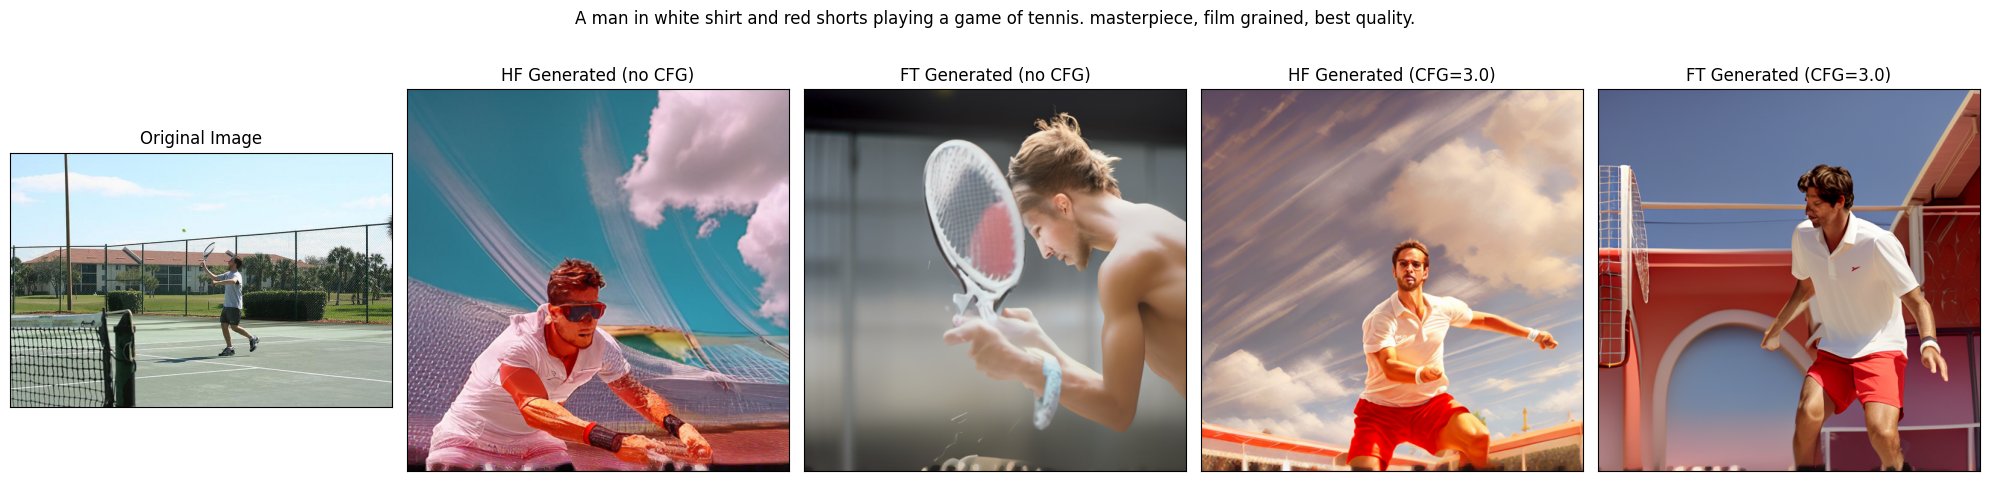 A man in white shirt and red shorts playing a game of tennis. masterpiece, film grained, best quality.
Original Image
HF Generated (no CFG)
FT Generated (no CFG)
HF Generated (CFG=3.0)
FT Generated (CFG=3.0)